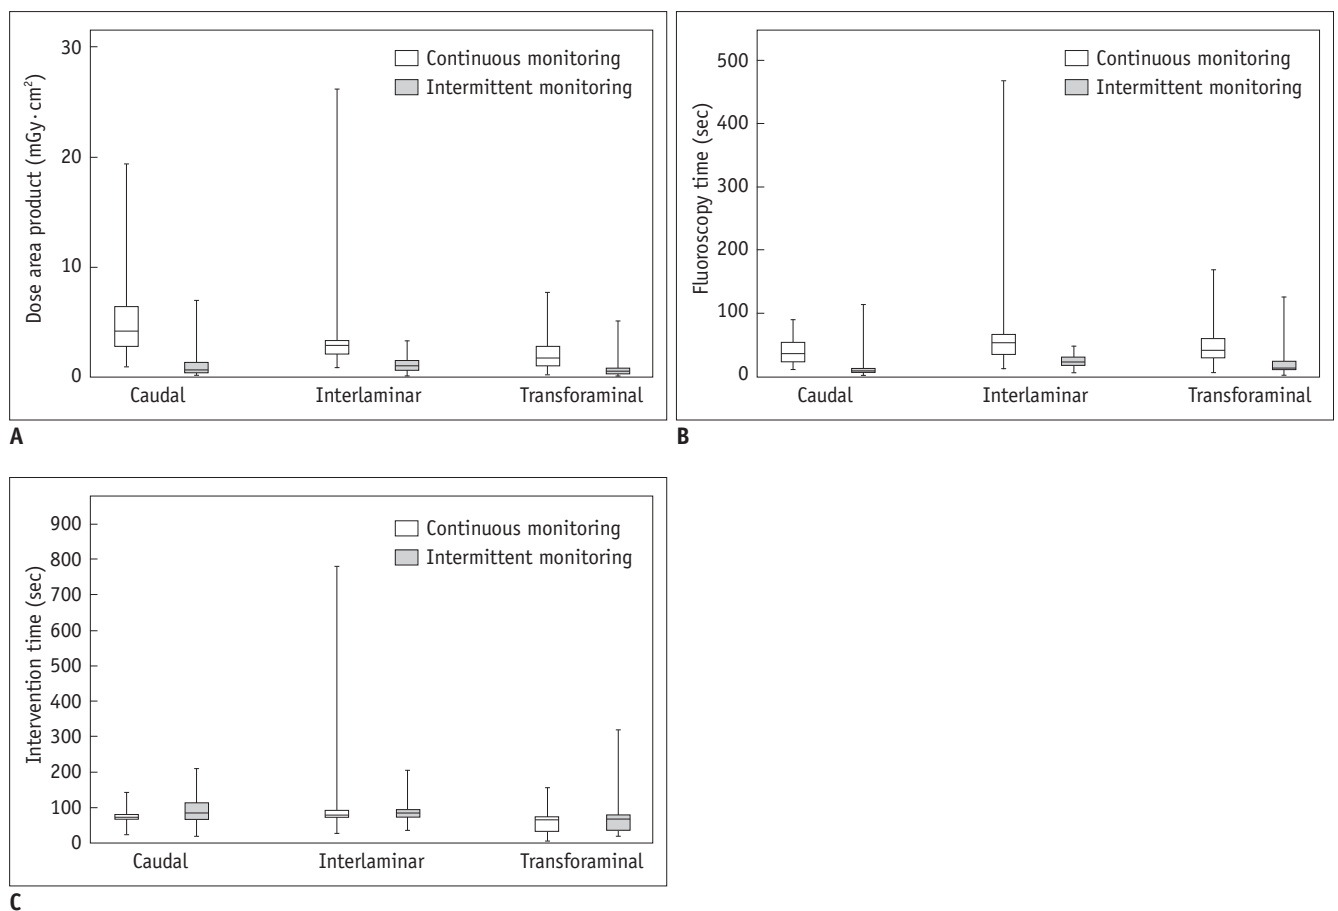 Dose area product (mGy·cm²)
30
20
10
0
Continuous monitoring
Intermittent monitoring
Caudal Interlaminar Transforaminal
A
Fluoroscopy time (sec)
500
400
300
200
100
0
Continuous monitoring
Intermittent monitoring
Caudal Interlaminar Transforaminal
B
Intervention time (sec)
900
800
700
600
500
400
300
200
100
0
Continuous monitoring
Intermittent monitoring
Caudal Interlaminar Transforaminal
C